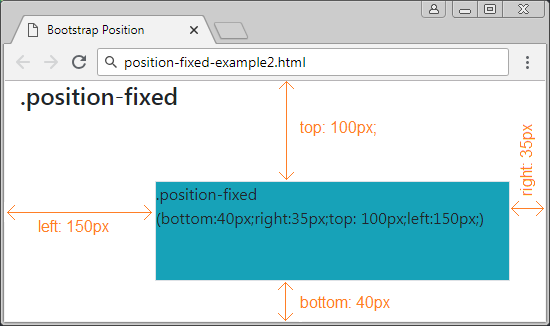 Bootstrap Position
position-fixed-example2.html
.position-fixed
top: 100px;
right: 35px
.position-fixed
(bottom:40px;right:35px;top: 100px;left:150px;)
left: 150px
bottom: 40px